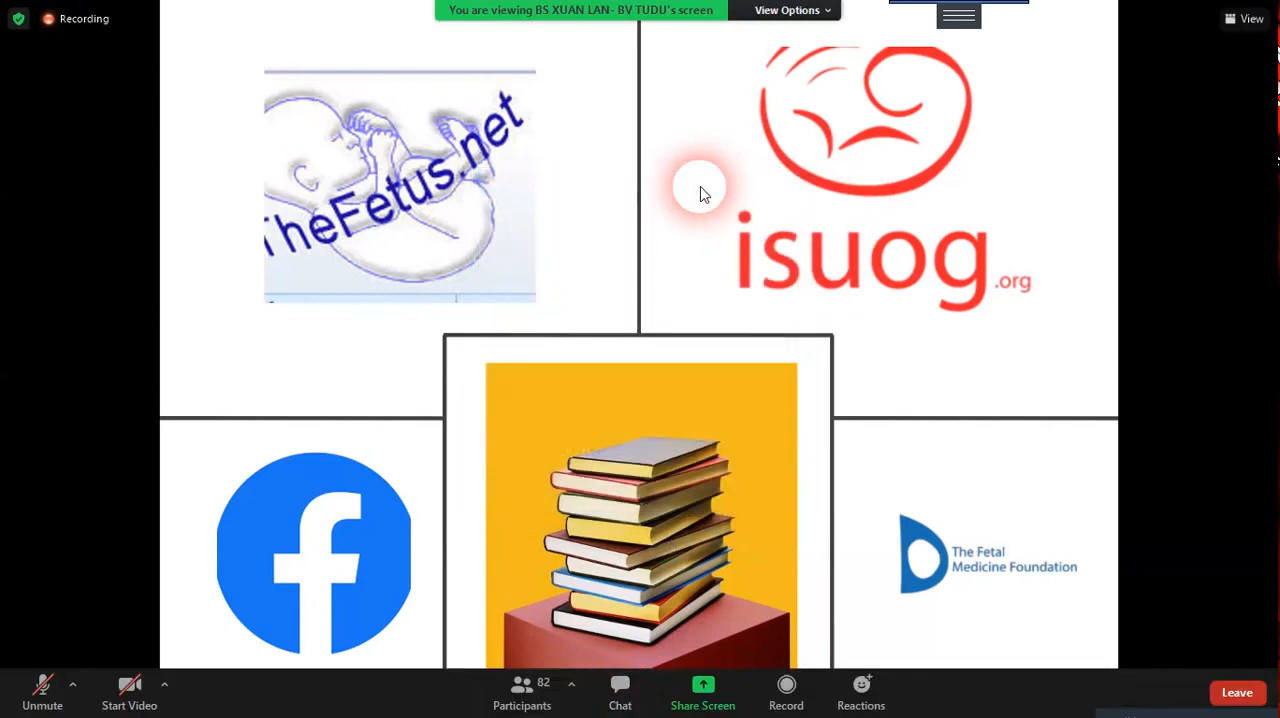 Recording
You are viewing BS XUAN LAN- BV TUDU's screen
View Options
View
TheFetus.net
isuog.org
The Fetal
Medicine Foundation
Unmute
Start Video
82
Participants
Chat
Share Screen
Record
Reactions
Leave